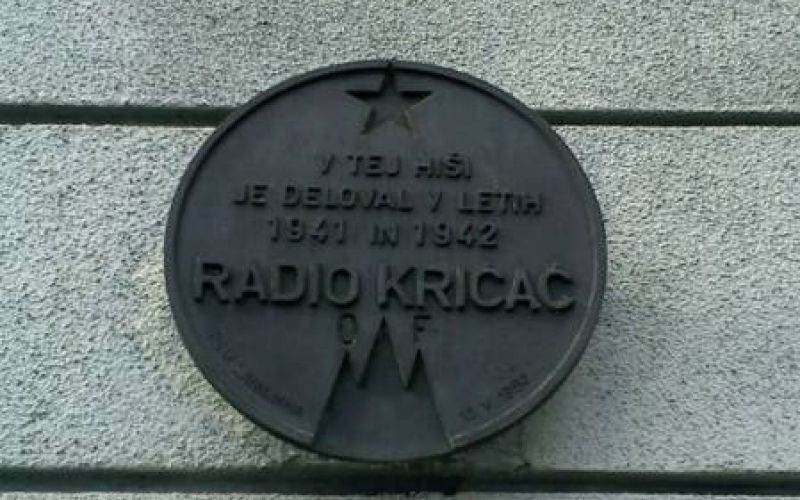 V TEJ HIŠI
JE DELOVAL V LETIH
1941 IN 1942
RADIO KRIČAČ
O F